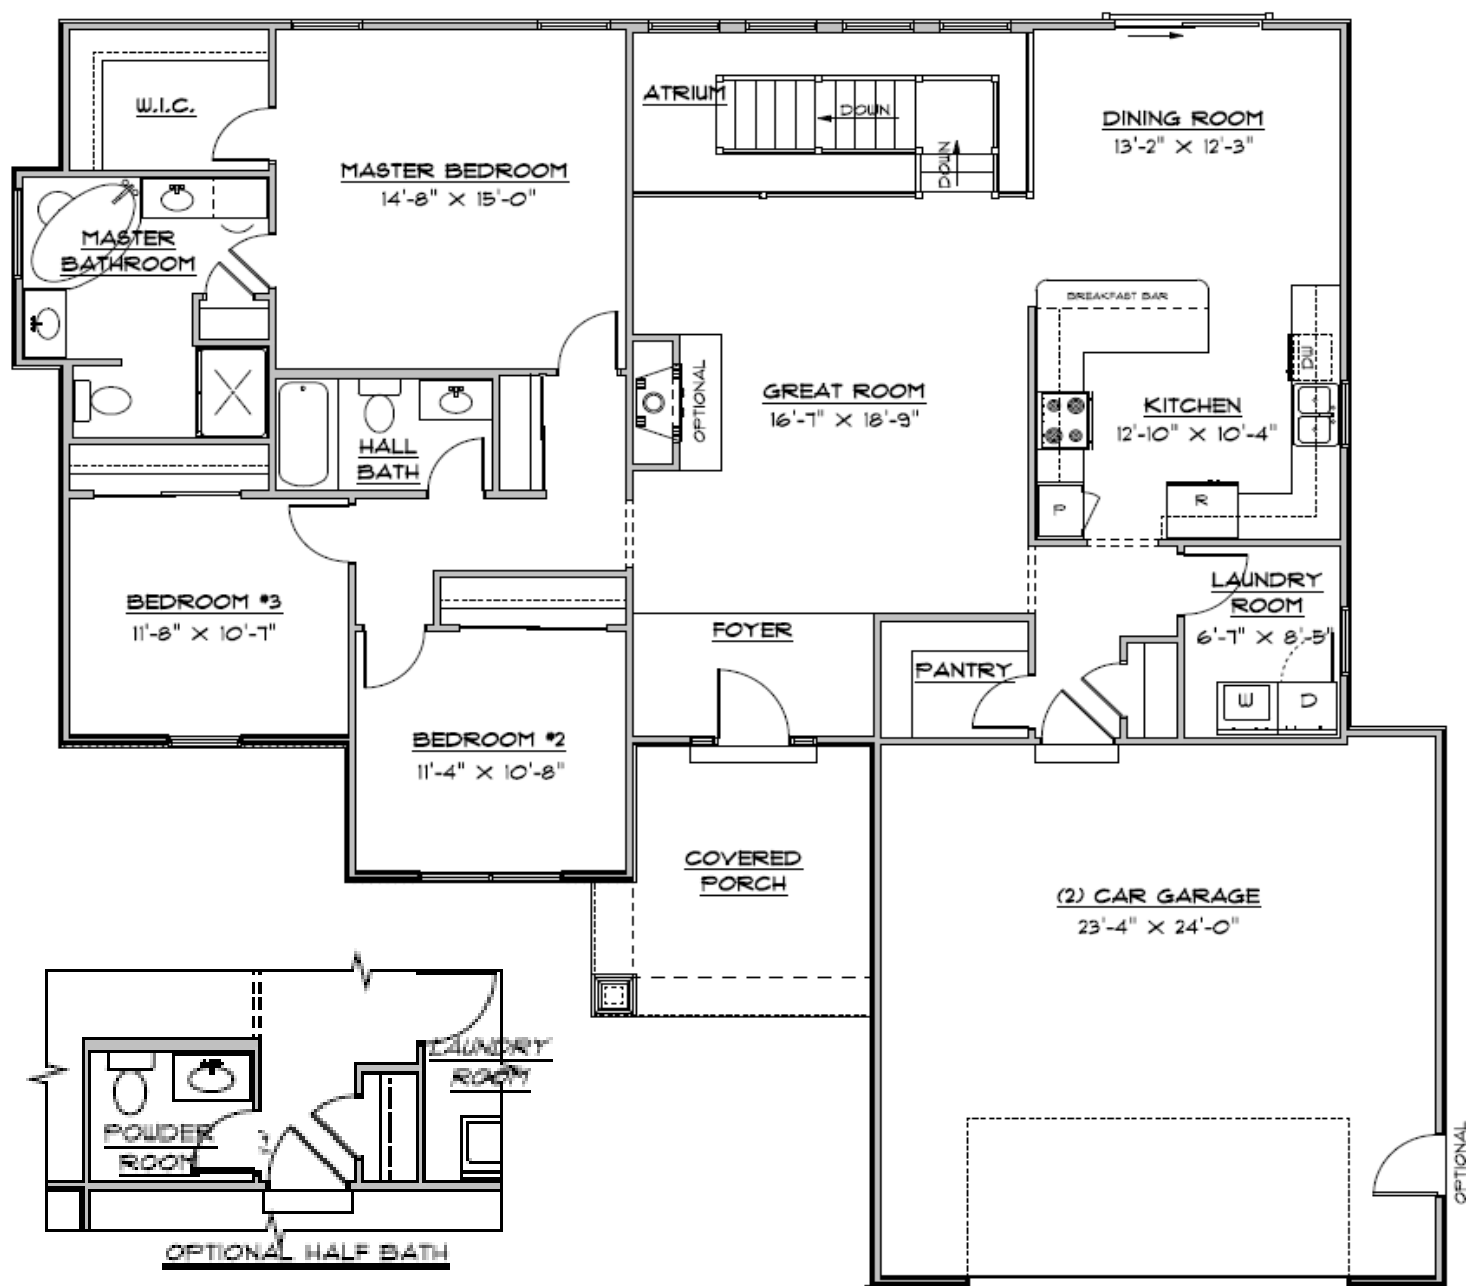 W.I.C.
MASTER BEDROOM
14'-8" X 15'-0"
ATRIUM
DOWN
DOWN
DINING ROOM
13'-2" X 12'-3"
MASTER
BATHROOM
BREAKFAST BAR
DW
OPTIONAL
GREAT ROOM
16'-7" X 18'-9"
KITCHEN
12'-10" X 10'-4"
HALL
BATH
P
R
BEDROOM #3
11'-8" X 10'-7"
FOYER
LAUNDRY
ROOM
6'-7" X 8'-5"
PANTRY
W
D
BEDROOM #2
11'-4" X 10'-8"
COVERED
PORCH
(2) CAR GARAGE
23'-4" X 24'-0"
OPTIONAL
LAUNDRY
ROOM
POWDER
ROOM
OPTIONAL HALF BATH